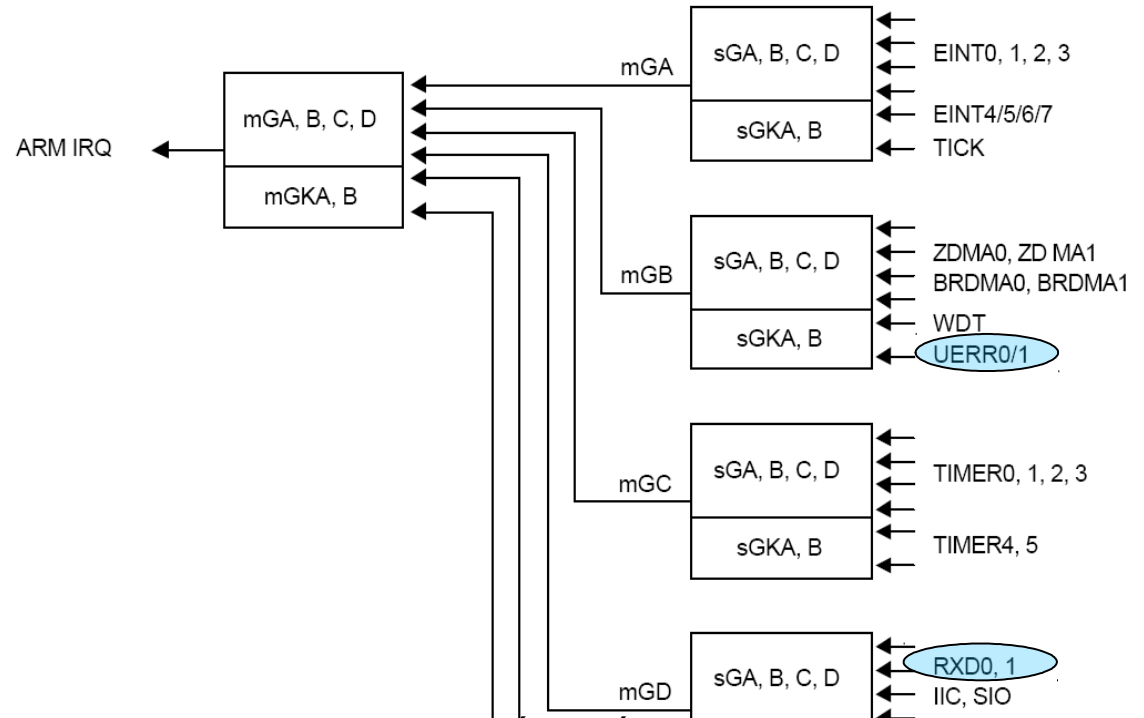 sGA, B, C, D
EINT0, 1, 2, 3
mGA
mGA, B, C, D
EINT4/5/6/7
sGKA, B
ARM IRQ
TICK
mGKA, B
sGA, B, C, D
ZDMA0, ZD MA1
mGB
BRDMA0, BRDMA1
WDT
sGKA, B
UERR0/1
sGA, B, C, D
TIMER0, 1, 2, 3
mGC
sGKA, B
TIMER4, 5
RXD0, 1
sGA, B, C, D
mGD
IIC, SIO